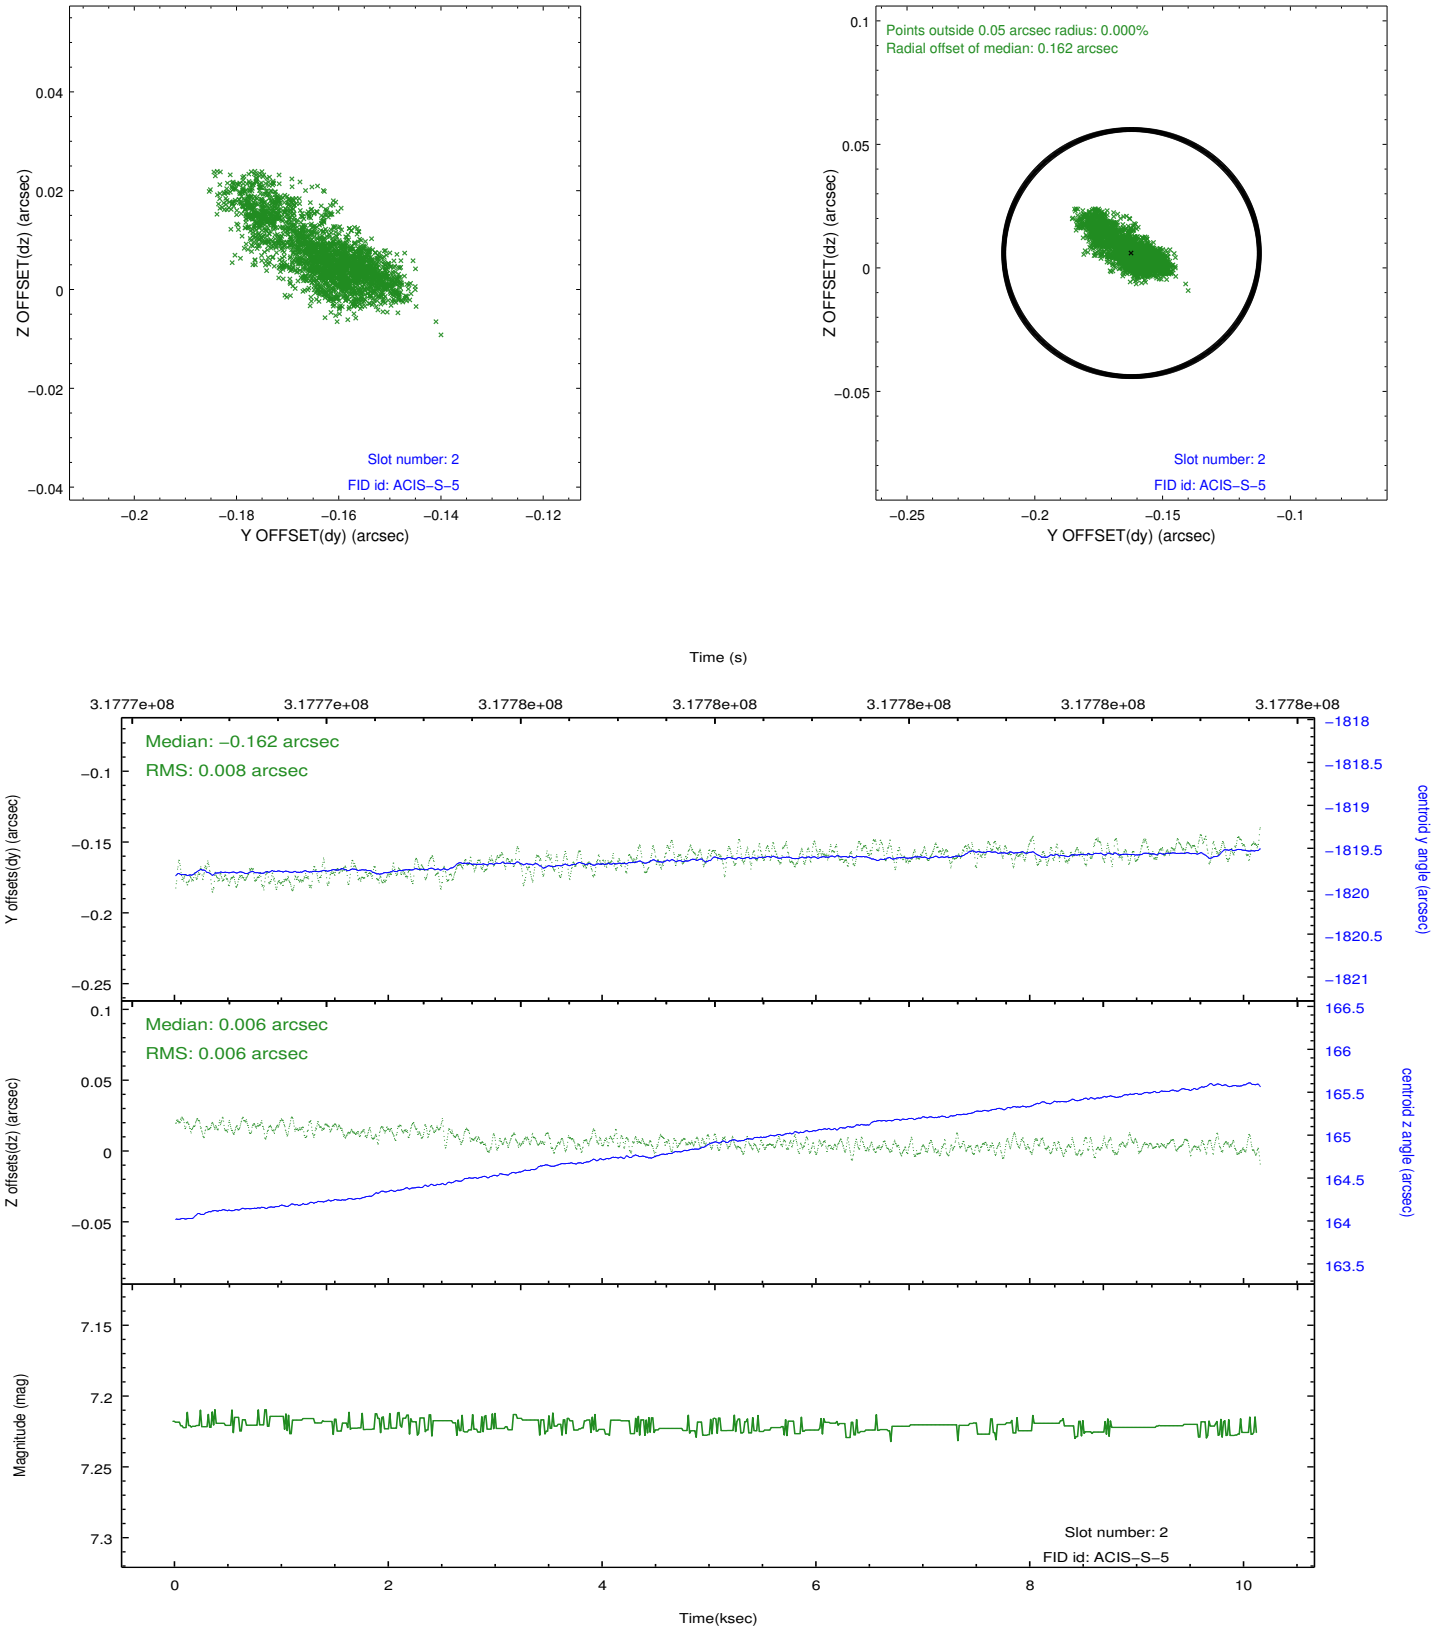 0.04
0.02
0
−0.02
−0.04
Z OFFSET(dz) (arcsec)
Slot number: 2
FID id: ACIS−S−5
−0.2
−0.18
−0.16
−0.14
−0.12
Y OFFSET(dy) (arcsec)
Points outside 0.05 arcsec radius: 0.000%
Radial offset of median: 0.162 arcsec
0.1
0.05
0
−0.05
Z OFFSET(dz) (arcsec)
Slot number: 2
FID id: ACIS−S−5
−0.25
−0.2
−0.15
−0.1
Y OFFSET(dy) (arcsec)
Time (s)
3.1777e+08
3.1777e+08
3.1778e+08
3.1778e+08
3.1778e+08
3.1778e+08
3.1778e+08
Median: −0.162 arcsec
RMS: 0.008 arcsec
−0.1
−0.15
−0.2
−0.25
Y offsets(dy) (arcsec)
−1818
−1818.5
−1819
−1819.5
−1820
−1820.5
−1821
centroid y angle (arcsec)
Median: 0.006 arcsec
RMS: 0.006 arcsec
0.1
0.05
0
−0.05
Z offsets(dz) (arcsec)
166.5
166
165.5
165
164.5
164
163.5
centroid z angle (arcsec)
7.15
7.2
7.25
7.3
Magnitude (mag)
Slot number: 2
FID id: ACIS−S−5
0
2
4
6
8
10
Time(ksec)